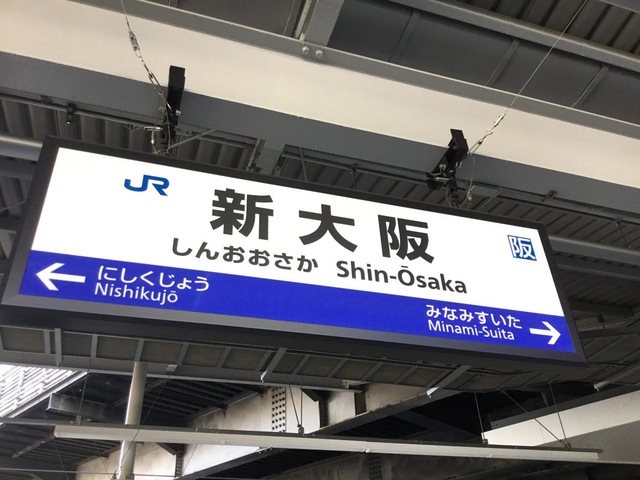 JR
新大阪
阪
しんおおさか Shin-Ōsaka
にしくじょう
Nishikujō
みなみすいた
Minami-Suita